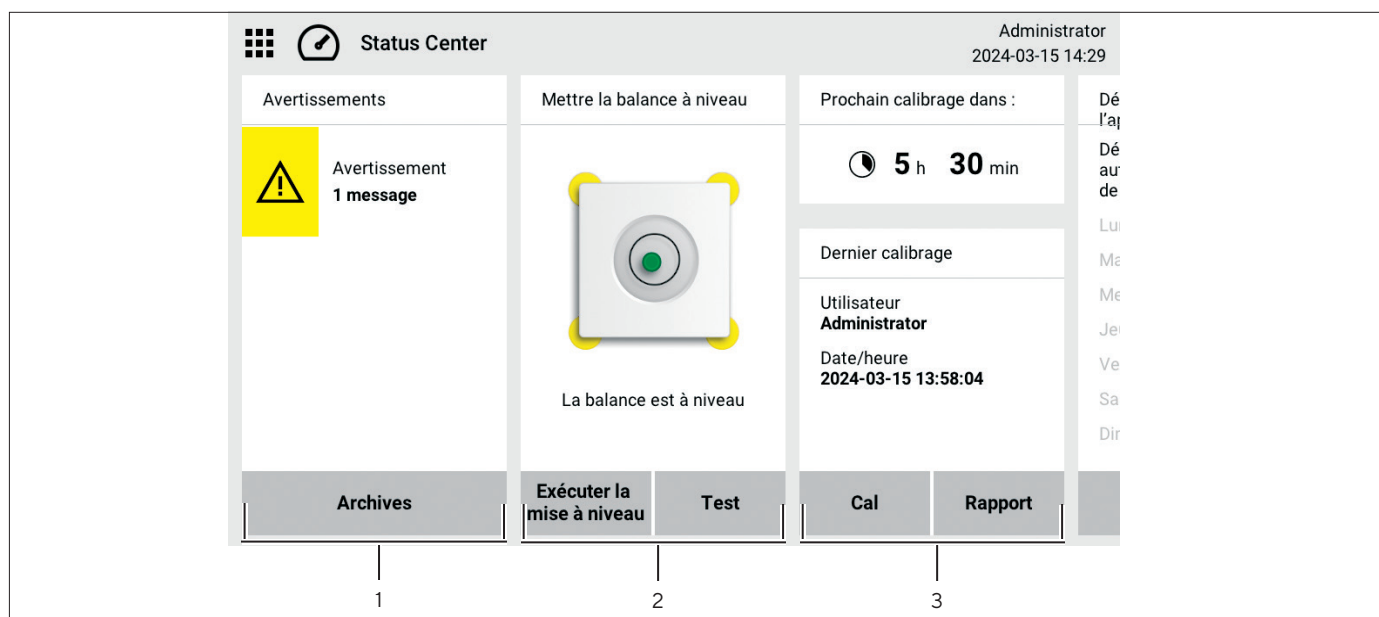 Status Center
Administrator
2024-03-15 14:29
Avertissements
Avertissement
1 message
Archives
Mettre la balance à niveau
La balance est à niveau
Exécuter la
mise à niveau
Test
Prochain calibrage dans :
5 h 30 min
Dernier calibrage
Utilisateur
Administrator
Date/heure
2024-03-15 13:58:04
Cal
Rapport
1
2
3